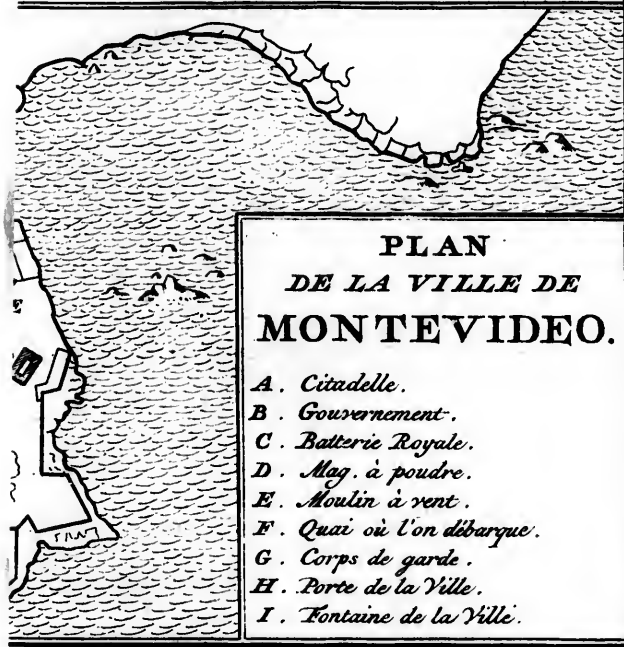 PLAN
DE LA VILLE DE
MONTEVIDEO.
A. Citadelle.
B. Gouvernement.
C. Batterie Royale.
D. Mag. à poudre.
E. Moulin à vent.
F. Quai où l'on débarque.
G. Corps de garde.
H. Porte de la Ville.
I. Fontaine de la Ville.
E